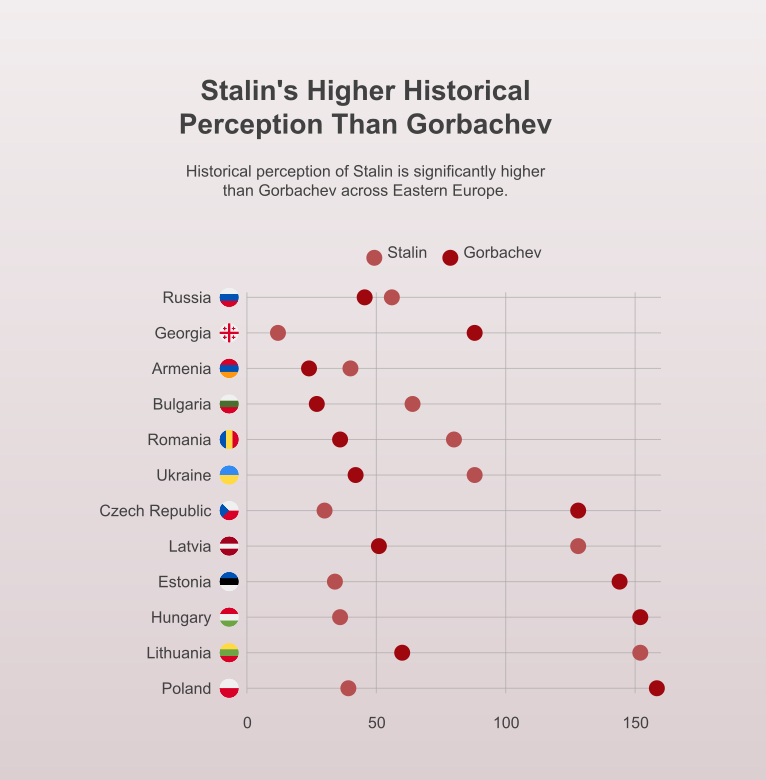 Stalin's Higher Historical
Perception Than Gorbachev
Historical perception of Stalin is significantly higher
than Gorbachev across Eastern Europe.
Stalin Gorbachev
Russia
Georgia
Armenia
Bulgaria
Romania
Ukraine
Czech Republic
Latvia
Estonia
Hungary
Lithuania
Poland
0 50 100 150